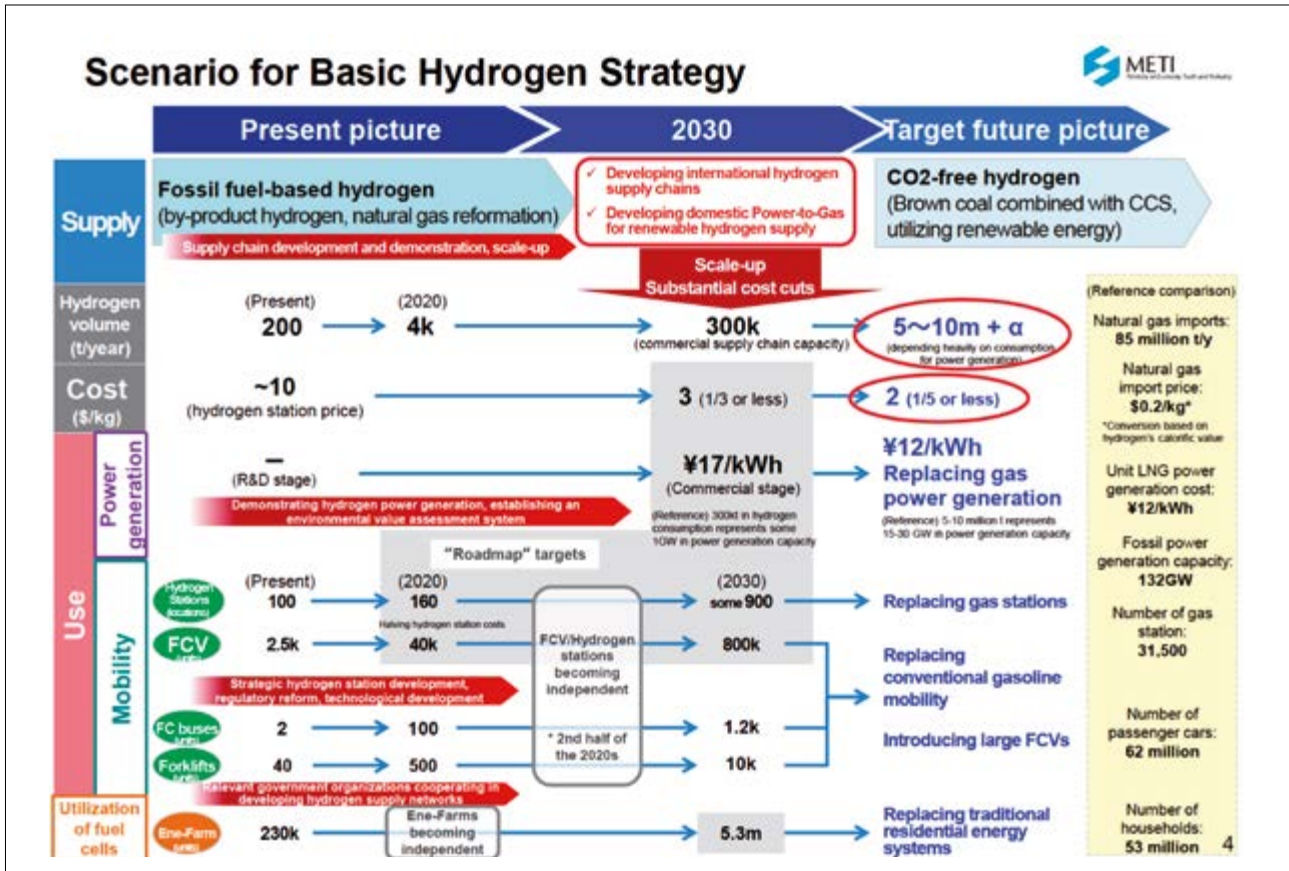 Scenario for Basic Hydrogen Strategy
METI
Present picture
2030
Target future picture
Supply
Fossil fuel-based hydrogen
(by-product hydrogen, natural gas reformation)
Supply chain development and demonstration, scale-up
✓ Developing international hydrogen
supply chains
✓ Developing domestic Power-to-Gas
for renewable hydrogen supply
CO2-free hydrogen
(Brown coal combined with CCS,
utilizing renewable energy)
Scale-up
Substantial cost cuts
Hydrogen
volume
(t/year)
(Present)
200
(2020)
4k
300k
(commercial supply chain capacity)
5～10m + α
(depending heavily on consumption
for power generation)
Cost
($/kg)
~10
(hydrogen station price)
3 (1/3 or less)
2 (1/5 or less)
Use
Power
generation
–
(R&D stage)
¥17/kWh
(Commercial stage)
¥12/kWh
Replacing gas
power generation
Demonstrating hydrogen power generation, establishing an
environmental value assessment system
(Reference) 300kt in hydrogen
consumption represents some
1GW in power generation capacity
(Reference) 5-10 million t represents
15-30 GW in power generation capacity
"Roadmap" targets
Mobility
Hydrogen
Stations
(locations)
(Present)
100
(2020)
160
(2030)
some 900
Replacing gas stations
Halving hydrogen station costs
FCV
(units)
2.5k
40k
FCV/Hydrogen
stations
becoming
independent
* 2nd half of
the 2020s
800k
Replacing
conventional gasoline
mobility
Strategic hydrogen station development,
regulatory reform, technological development
FC buses
(units)
2
100
1.2k
Introducing large FCVs
Forklifts
(units)
40
500
10k
Relevant government organizations cooperating in
developing hydrogen supply networks
Utilization
of fuel
cells
Ene-Farm
(units)
230k
Ene-Farms
becoming
independent
5.3m
Replacing traditional
residential energy
systems
(Reference comparison)
Natural gas imports:
85 million t/y
Natural gas
import price:
$0.2/kg*
*Conversion based on
hydrogen's calorific value
Unit LNG power
generation cost:
¥12/kWh
Fossil power
generation capacity:
132GW
Number of gas
station:
31,500
Number of
passenger cars:
62 million
Number of
households:
53 million
4